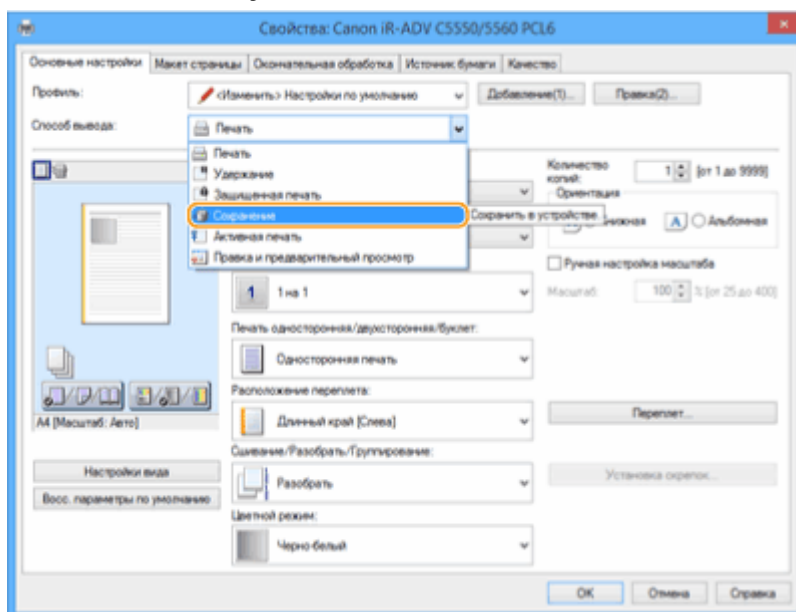 Свойства: Canon iR-ADV C5550/5560 PCL6
Основные настройки Макет страницы Окончательная обработка Источник бумаги Качество
Профиль: <Изменить> Настройки по умолчанию Добавление(1)... Правка(2)...
Способ вывода: Печать
Печать
Удержание
Защищенная печать
Сохранение
Сохранить в устройстве.
Активная печать
Правка и предварительный просмотр
Количество копий: 1 [от 1 до 9999]
Ориентация
A Альбомная
Ручная настройка масштаба
1 1 на 1
Масштаб: 100 % [от 25 до 400]
Печать односторонняя/двухсторонняя/буклет:
Односторонняя печать
Расположение переплета:
A4 [Масштаб: Авто]
Длинный край [Слева]
Переплет...
Сшивание/Разобрать/Группирование:
Настройки вида
Разобрать
Установка скрепок...
Восс. параметры по умолчанию
Цветной режим:
Черно-белый
OK Отмена Справка